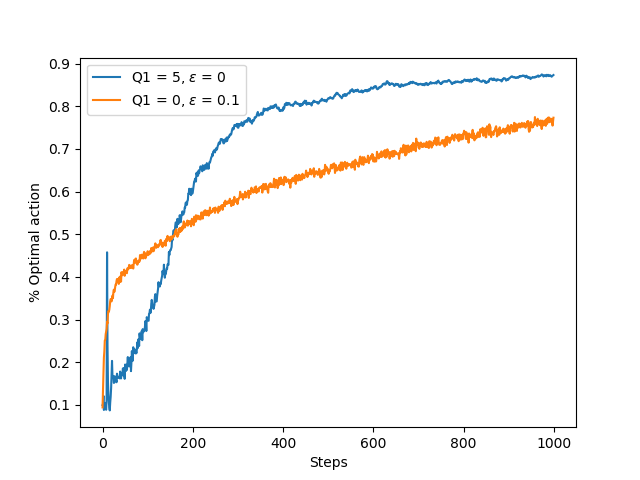 Q1 = 5, ε = 0
Q1 = 0, ε = 0.1
% Optimal action
0.9
0.8
0.7
0.6
0.5
0.4
0.3
0.2
0.1
0 200 400 600 800 1000
Steps